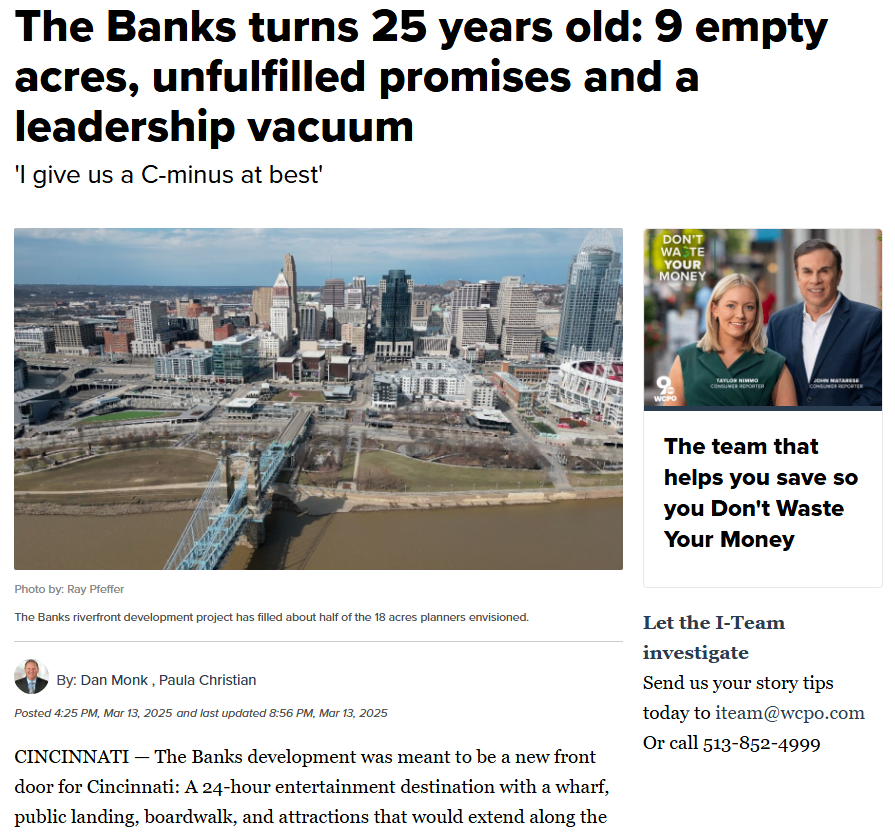 The Banks turns 25 years old: 9 empty
acres, unfulfilled promises and a
leadership vacuum
'I give us a C-minus at best'
Photo by: Ray Pfeffer
The Banks riverfront development project has filled about half of the 18 acres planners envisioned.
By: Dan Monk , Paula Christian
Posted 4:25 PM, Mar 13, 2025 and last updated 8:56 PM, Mar 13, 2025
CINCINNATI — The Banks development was meant to be a new front
door for Cincinnati: A 24-hour entertainment destination with a wharf,
public landing, boardwalk, and attractions that would extend along the
DON'T
WASTE
YOUR
MONEY
9
WCPO
TAYLOR NIMMO
CONSUMER REPORTER
JOHN MATARESE
CONSUMER REPORTER
The team that
helps you save so
you Don't Waste
Your Money
Let the I-Team
investigate
Send us your story tips
today to iteam@wcpo.com
Or call 513-852-4999